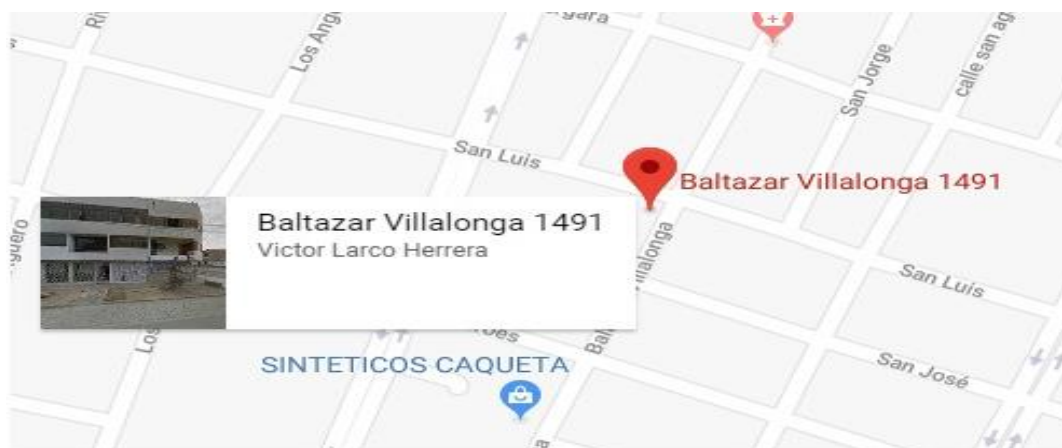 Los Ange
San Jorge
calle san ag
San Luis
Baltazar Villalonga 1491
Baltazar Villalonga 1491
Victor Larco Herrera
San Luis
San José
SINTETICOS CAQUETA